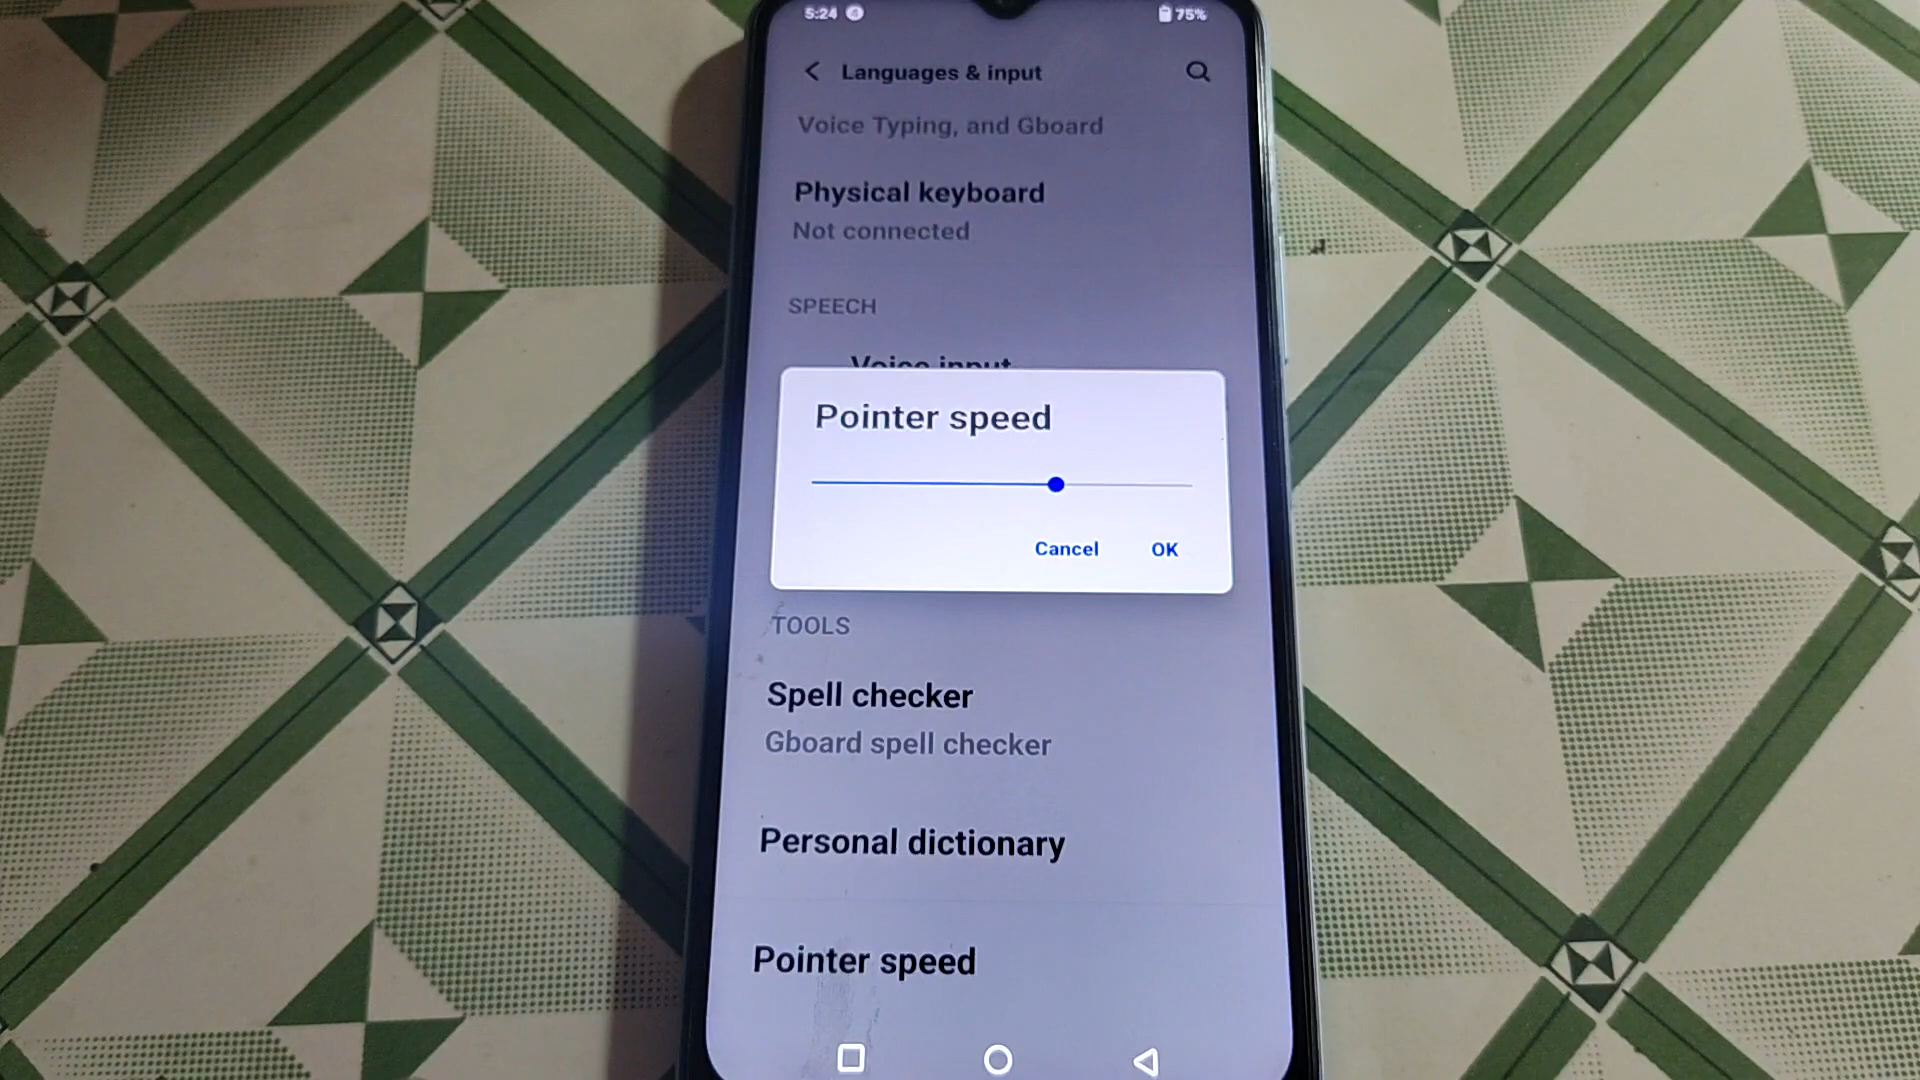 5:24
75%
Languages & input
Voice Typing, and Gboard
Physical keyboard
Not connected
SPEECH
Voice input
Pointer speed
Cancel OK
TOOLS
Spell checker
Gboard spell checker
Personal dictionary
Pointer speed